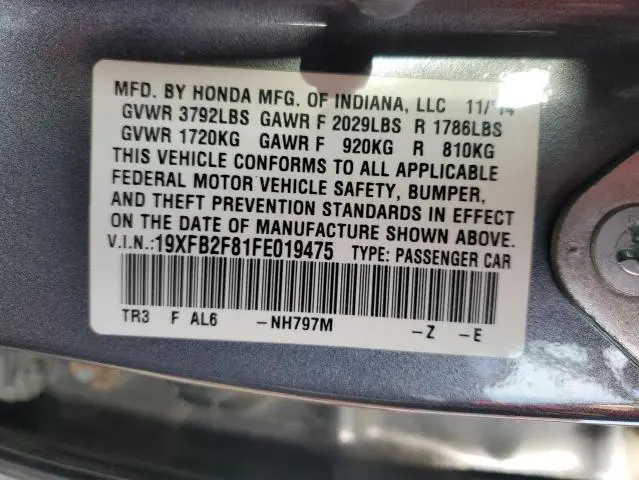 MFD. BY HONDA MFG. OF INDIANA, LLC 11/14
GVWR 3792LBS GAWR F 2029LBS R 1786LBS
GVWR 1720KG GAWR F 920KG R 810KG
THIS VEHICLE CONFORMS TO ALL APPLICABLE
FEDERAL MOTOR VEHICLE SAFETY, BUMPER,
AND THEFT PREVENTION STANDARDS IN EFFECT
ON THE DATE OF MANUFACTURE SHOWN ABOVE.
V.I.N.:19XFB2F81FE019475 TYPE: PASSENGER CAR
TR3 F AL6 -NH797M -Z -E